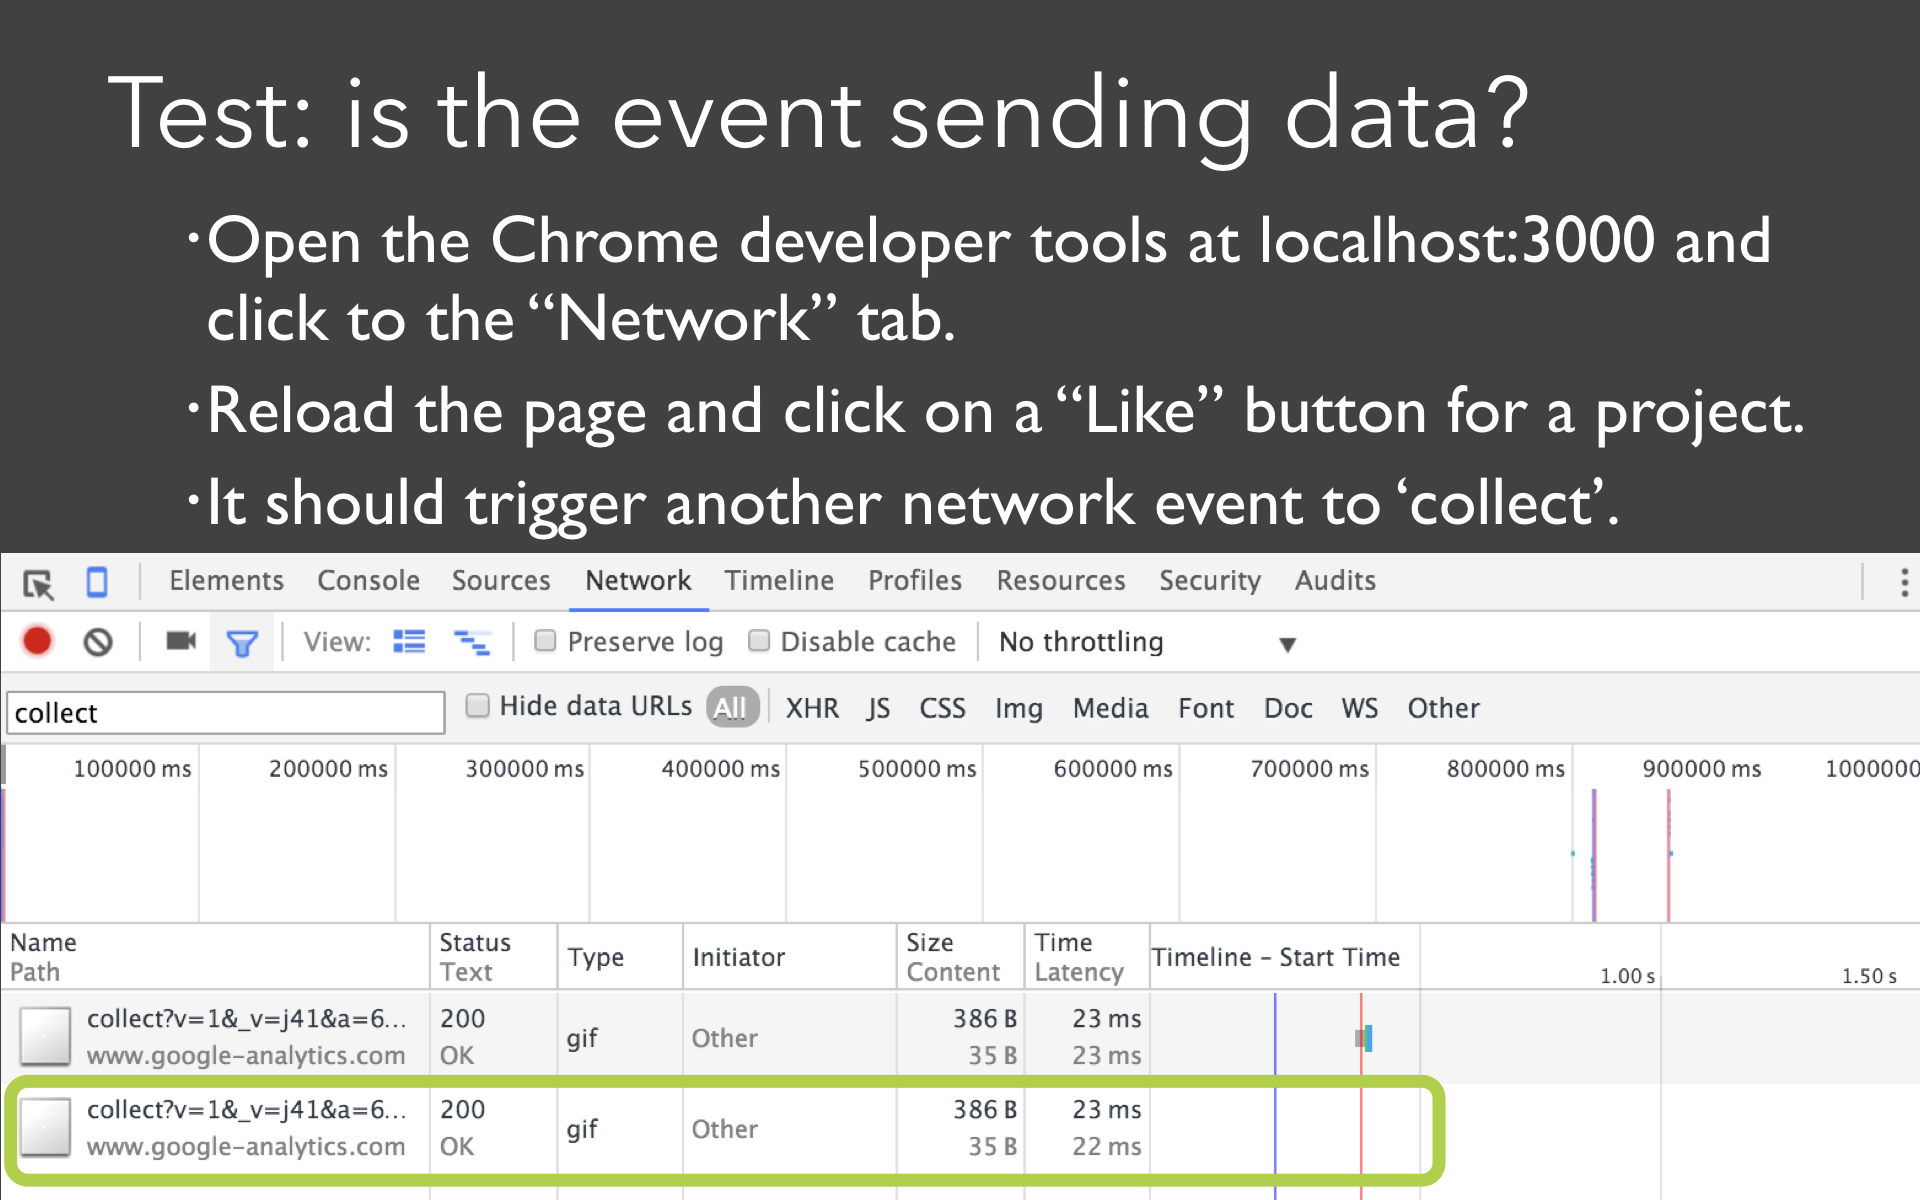 Test: is the event sending data?
·Open the Chrome developer tools at localhost:3000 and
click to the “Network” tab.
·Reload the page and click on a “Like” button for a project.
·It should trigger another network event to ‘collect’.
Elements Console Sources Network Timeline Profiles Resources Security Audits
View: Preserve log Disable cache No throttling
collect Hide data URLs All XHR JS CSS Img Media Font Doc WS Other
100000 ms 200000 ms 300000 ms 400000 ms 500000 ms 600000 ms 700000 ms 800000 ms 900000 ms 1000000
Name Status Type Initiator Size Time Timeline – Start Time
Path Text Content Latency 1.00 s 1.50 s
collect?v=1&_v=j41&a=6... 200 gif Other 386 B 23 ms
www.google-analytics.com OK 35 B 23 ms
collect?v=1&_v=j41&a=6... 200 gif Other 386 B 23 ms
www.google-analytics.com OK 35 B 22 ms